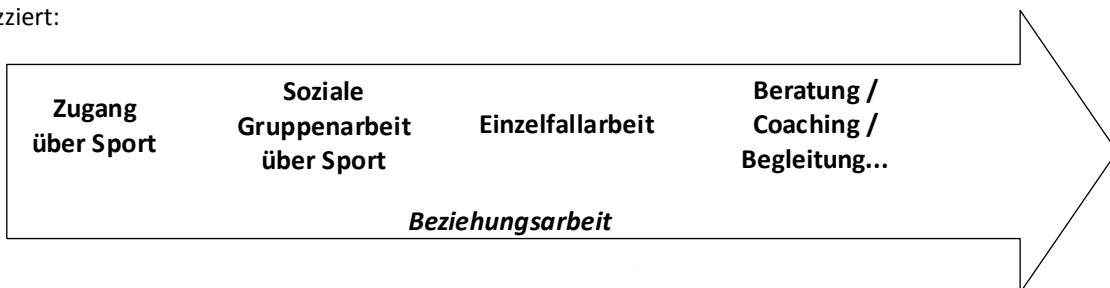 zziert:
Zugang
über Sport
Soziale
Gruppenarbeit
über Sport
Einzelfallarbeit
Beratung /
Coaching /
Begleitung...
Beziehungsarbeit